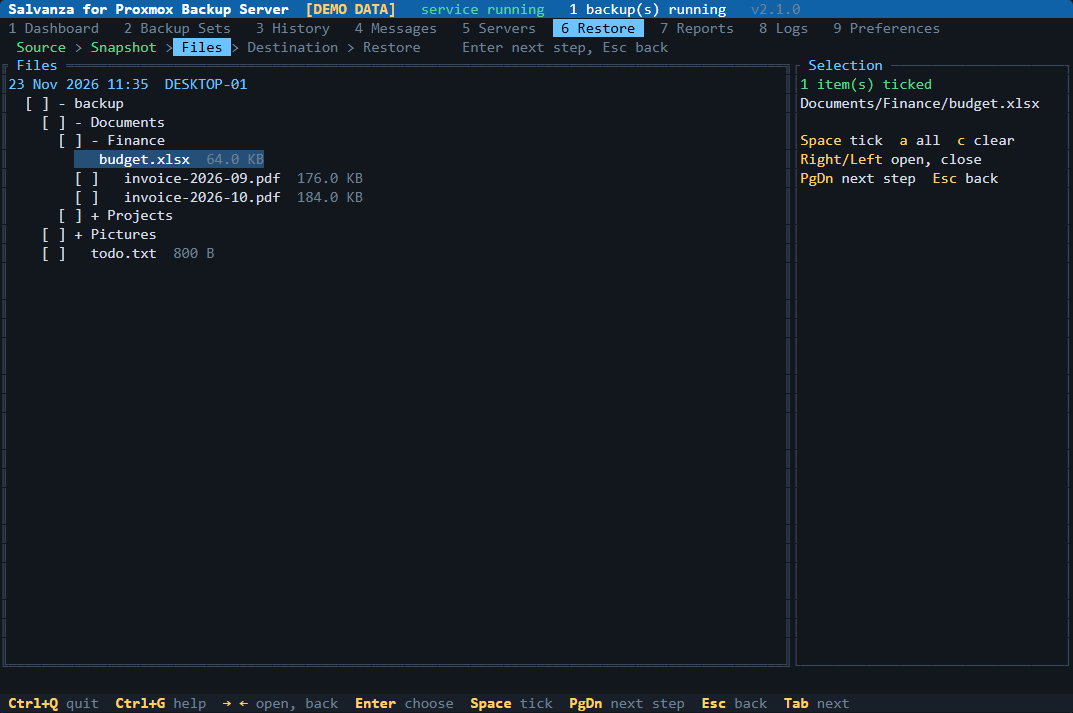 Salvanza for Proxmox Backup Server [DEMO DATA] service running 1 backup(s) running v2.1.0
1 Dashboard 2 Backup Sets 3 History 4 Messages 5 Servers 6 Restore 7 Reports 8 Logs 9 Preferences
Source > Snapshot > Files > Destination > Restore Enter next step, Esc back
Files
23 Nov 2026 11:35 DESKTOP-01
[ ] - backup
[ ] - Documents
[ ] - Finance
budget.xlsx 64.0 KB
[ ] invoice-2026-09.pdf 176.0 KB
[ ] invoice-2026-10.pdf 184.0 KB
[ ] + Projects
[ ] + Pictures
[ ] todo.txt 800 B
Selection
1 item(s) ticked
Documents/Finance/budget.xlsx
Space tick a all c clear
Right/Left open, close
PgDn next step Esc back
Ctrl+Q quit Ctrl+G help → ← open, back Enter choose Space tick PgDn next step Esc back Tab next